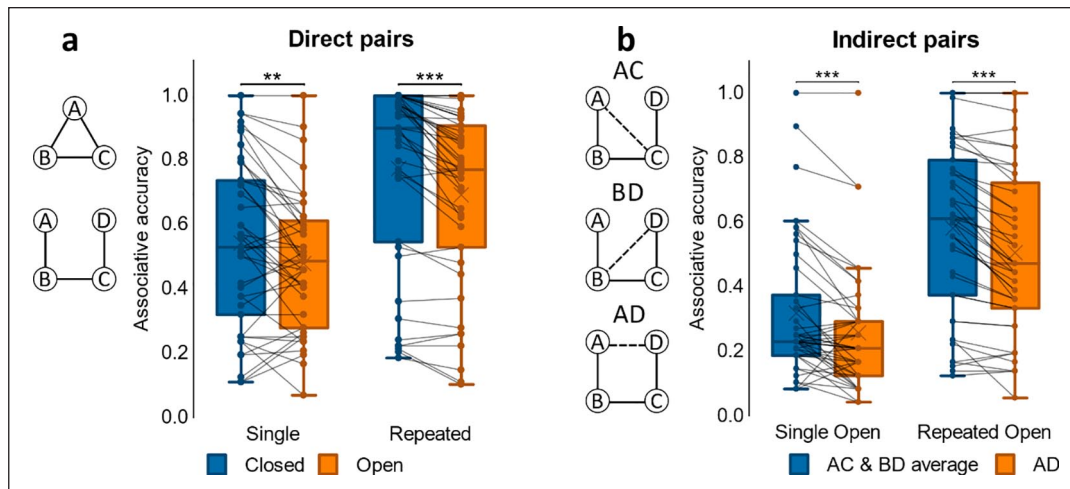 a
Direct pairs
A
B C
A D
B C
Associative accuracy
1.0
0.8
0.6
0.4
0.2
0.0
**
***
Single Repeated
Closed Open
b
Indirect pairs
AC
A D
B C
BD
A D
B C
AD
A D
B C
Associative accuracy
1.0
0.8
0.6
0.4
0.2
0.0
***
***
Single Open Repeated Open
AC & BD average AD